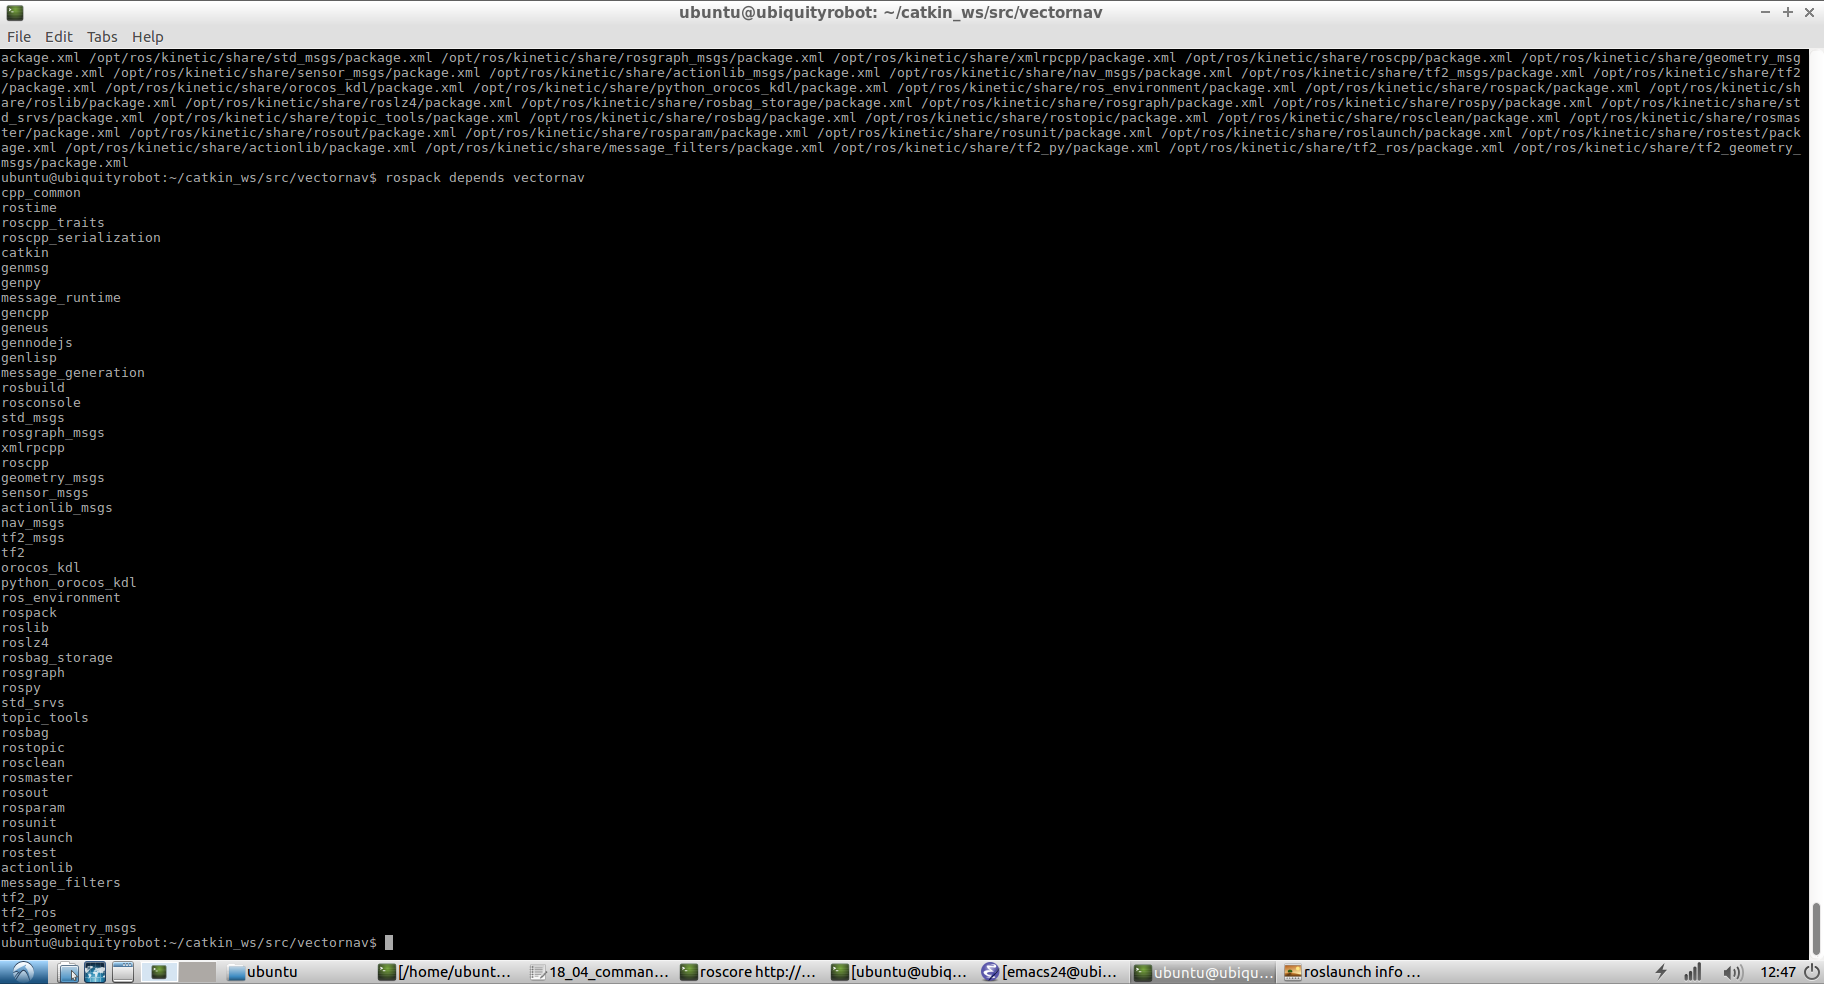 ubuntu@ubiquityrobot: ~/catkin_ws/src/vectornav
File Edit Tabs Help
ackage.xml /opt/ros/kinetic/share/std_msgs/package.xml /opt/ros/kinetic/share/rosgraph_msgs/package.xml /opt/ros/kinetic/share/xmlrpcpp/package.xml /opt/ros/kinetic/share/roscpp/package.xml /opt/ros/kinetic/share/geometry_msg
s/package.xml /opt/ros/kinetic/share/sensor_msgs/package.xml /opt/ros/kinetic/share/actionlib_msgs/package.xml /opt/ros/kinetic/share/nav_msgs/package.xml /opt/ros/kinetic/share/tf2_msgs/package.xml /opt/ros/kinetic/share/tf2
/package.xml /opt/ros/kinetic/share/orocos_kdl/package.xml /opt/ros/kinetic/share/python_orocos_kdl/package.xml /opt/ros/kinetic/share/ros_environment/package.xml /opt/ros/kinetic/share/rospack/package.xml /opt/ros/kinetic/sh
are/roslib/package.xml /opt/ros/kinetic/share/roslz4/package.xml /opt/ros/kinetic/share/rosbag_storage/package.xml /opt/ros/kinetic/share/rosgraph/package.xml /opt/ros/kinetic/share/rospy/package.xml /opt/ros/kinetic/share/st
d_srvs/package.xml /opt/ros/kinetic/share/topic_tools/package.xml /opt/ros/kinetic/share/rosbag/package.xml /opt/ros/kinetic/share/rostopic/package.xml /opt/ros/kinetic/share/rosclean/package.xml /opt/ros/kinetic/share/rosmas
ter/package.xml /opt/ros/kinetic/share/rosout/package.xml /opt/ros/kinetic/share/rosparam/package.xml /opt/ros/kinetic/share/rosunit/package.xml /opt/ros/kinetic/share/roslaunch/package.xml /opt/ros/kinetic/share/rostest/pack
age.xml /opt/ros/kinetic/share/actionlib/package.xml /opt/ros/kinetic/share/message_filters/package.xml /opt/ros/kinetic/share/tf2_py/package.xml /opt/ros/kinetic/share/tf2_ros/package.xml /opt/ros/kinetic/share/tf2_geometry_
msgs/package.xml
ubuntu@ubiquityrobot:~/catkin_ws/src/vectornav$ rospack depends vectornav
cpp_common
rostime
roscpp_traits
roscpp_serialization
catkin
genmsg
genpy
message_runtime
gencpp
geneus
gennodejs
genlisp
message_generation
rosbuild
rosconsole
std_msgs
rosgraph_msgs
xmlrpcpp
roscpp
geometry_msgs
sensor_msgs
actionlib_msgs
nav_msgs
tf2_msgs
tf2
orocos_kdl
python_orocos_kdl
ros_environment
rospack
roslib
roslz4
rosbag_storage
rosgraph
rospy
std_srvs
topic_tools
rosbag
rostopic
rosclean
rosmaster
rosout
rosparam
rosunit
roslaunch
rostest
actionlib
message_filters
tf2_py
tf2_ros
tf2_geometry_msgs
ubuntu@ubiquityrobot:~/catkin_ws/src/vectornav$
ubuntu [/home/ubunt... 18_04_comman... roscore http://... [ubuntu@ubiq... [emacs24@ubi... ubuntu@ubiqu... roslaunch info ... 12:47